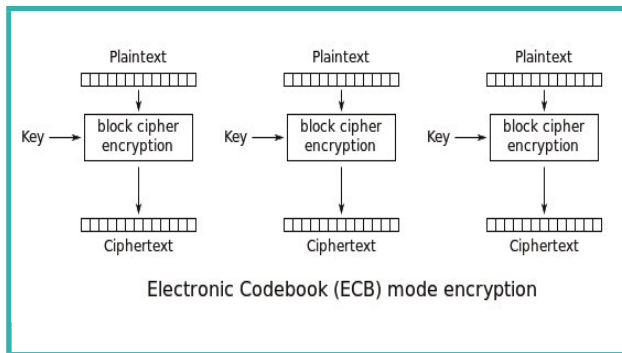 Plaintext Plaintext Plaintext
Key block cipher encryption Key block cipher encryption Key block cipher encryption
Ciphertext Ciphertext Ciphertext
Electronic Codebook (ECB) mode encryption